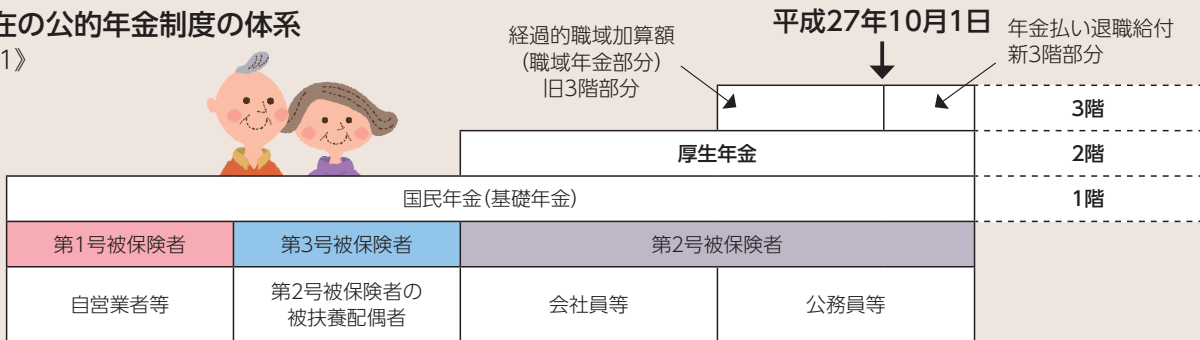 在の公的年金制度の体系
1》
経過的職域加算額
（職域年金部分）
旧3階部分
平成27年10月1日
年金払い退職給付
新3階部分
3階
厚生年金
2階
国民年金（基礎年金）
1階
第1号被保険者
第3号被保険者
第2号被保険者
自営業者等
第2号被保険者の
被扶養配偶者
会社員等
公務員等